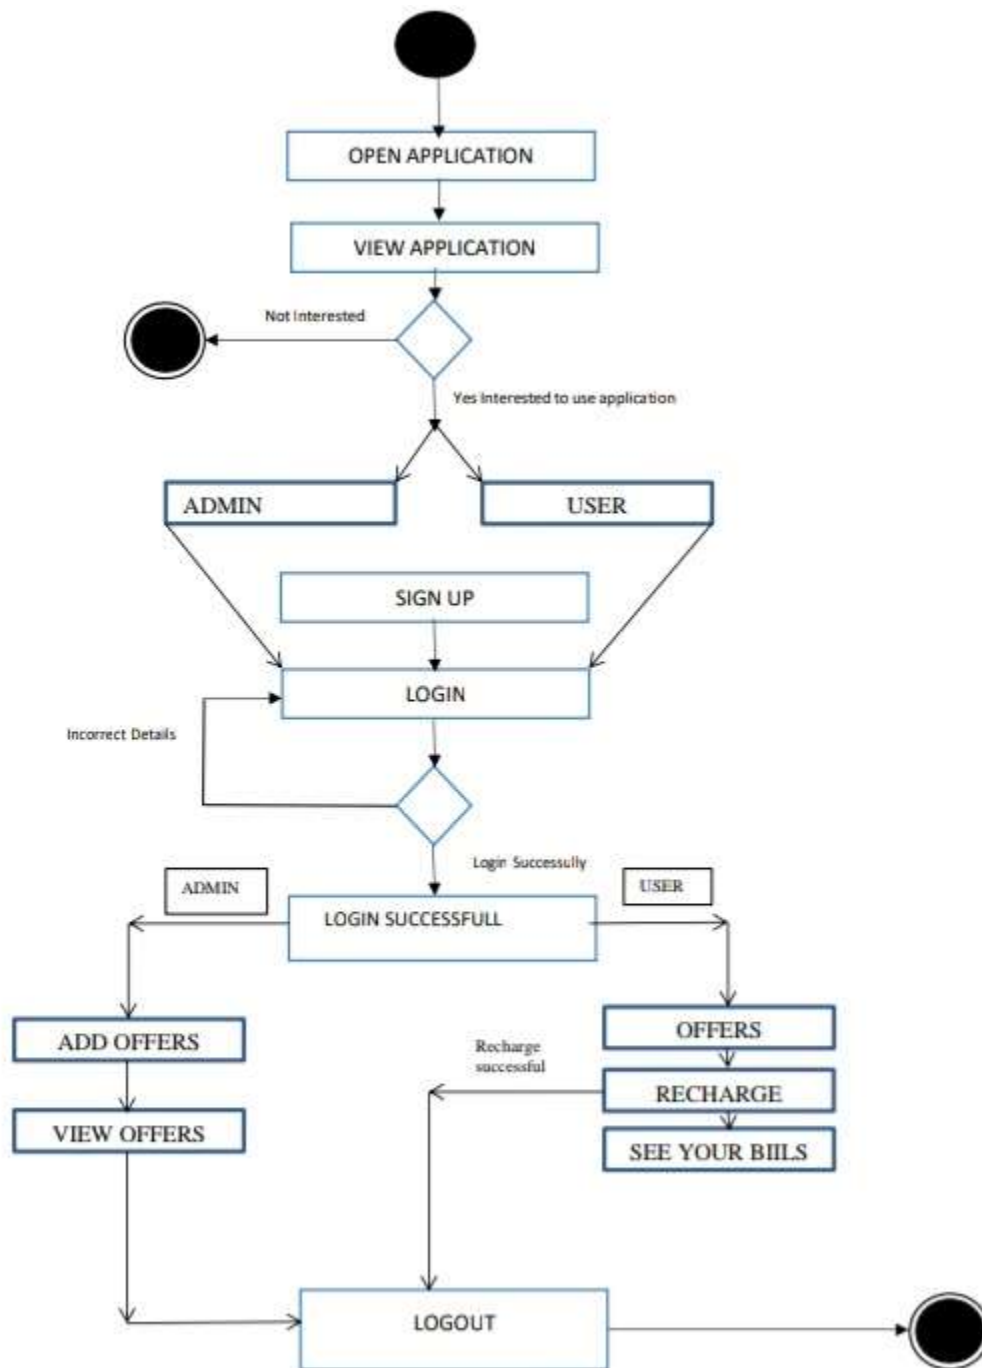 OPEN APPLICATION
VIEW APPLICATION
Not Interested
Yes Interested to use application
ADMIN
USER
SIGN UP
LOGIN
Incorrect Details
Login Successully
ADMIN
USER
LOGIN SUCCESSFULL
ADD OFFERS
OFFERS
Recharge
successful
RECHARGE
VIEW OFFERS
SEE YOUR BIILS
LOGOUT